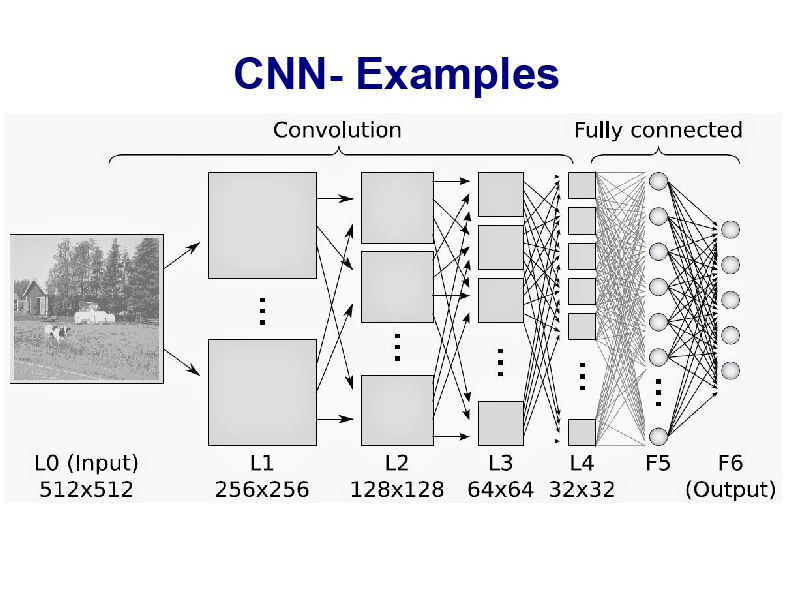 CNN- Examples
Convolution
Fully connected
L0 (Input)
512x512
L1
256x256
L2
128x128
L3
64x64
L4
32x32
F5
F6
(Output)